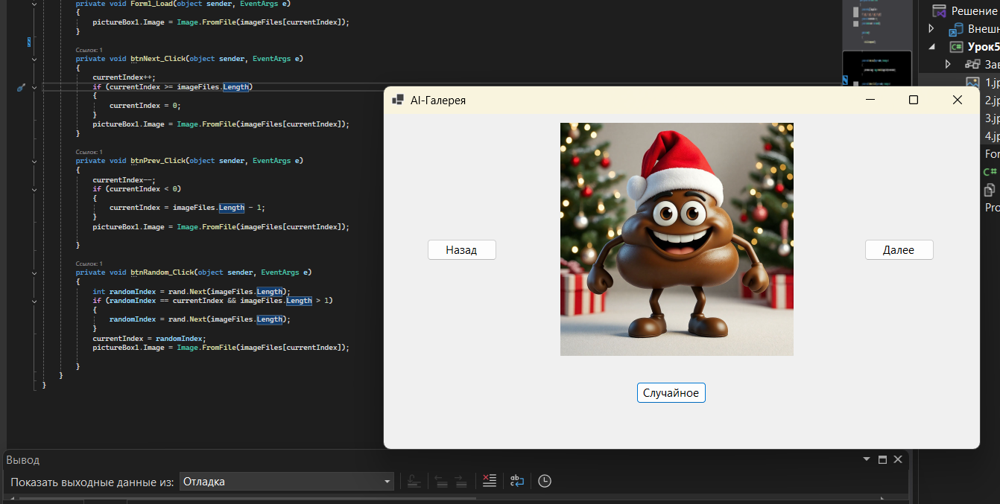 private void Form1_Load(object sender, EventArgs e)
{
pictureBox1.Image = Image.FromFile(imageFiles[currentIndex]);
}
Ссылок: 1
private void btnNext_Click(object sender, EventArgs e)
{
currentIndex++;
if (currentIndex >= imageFiles.Length)
{
currentIndex = 0;
}
pictureBox1.Image = Image.FromFile(imageFiles[currentIndex]);
}
Ссылок: 1
private void btnPrev_Click(object sender, EventArgs e)
{
currentIndex--;
if (currentIndex < 0)
{
currentIndex = imageFiles.Length - 1;
}
pictureBox1.Image = Image.FromFile(imageFiles[currentIndex]);
}
Ссылок: 1
private void btnRandom_Click(object sender, EventArgs e)
{
int randomIndex = rand.Next(imageFiles.Length);
if (randomIndex == currentIndex && imageFiles.Length > 1)
{
randomIndex = rand.Next(imageFiles.Length);
}
currentIndex = randomIndex;
pictureBox1.Image = Image.FromFile(imageFiles[currentIndex]);
}
}
}
AI-Галерея
Назад
Далее
Случайное
Решение
Внешн
C# Урок5
Зав
1.jp
2.jp
3.jp
4.jp
For
C#
Pro
Вывод
Показать выходные данные из: Отладка